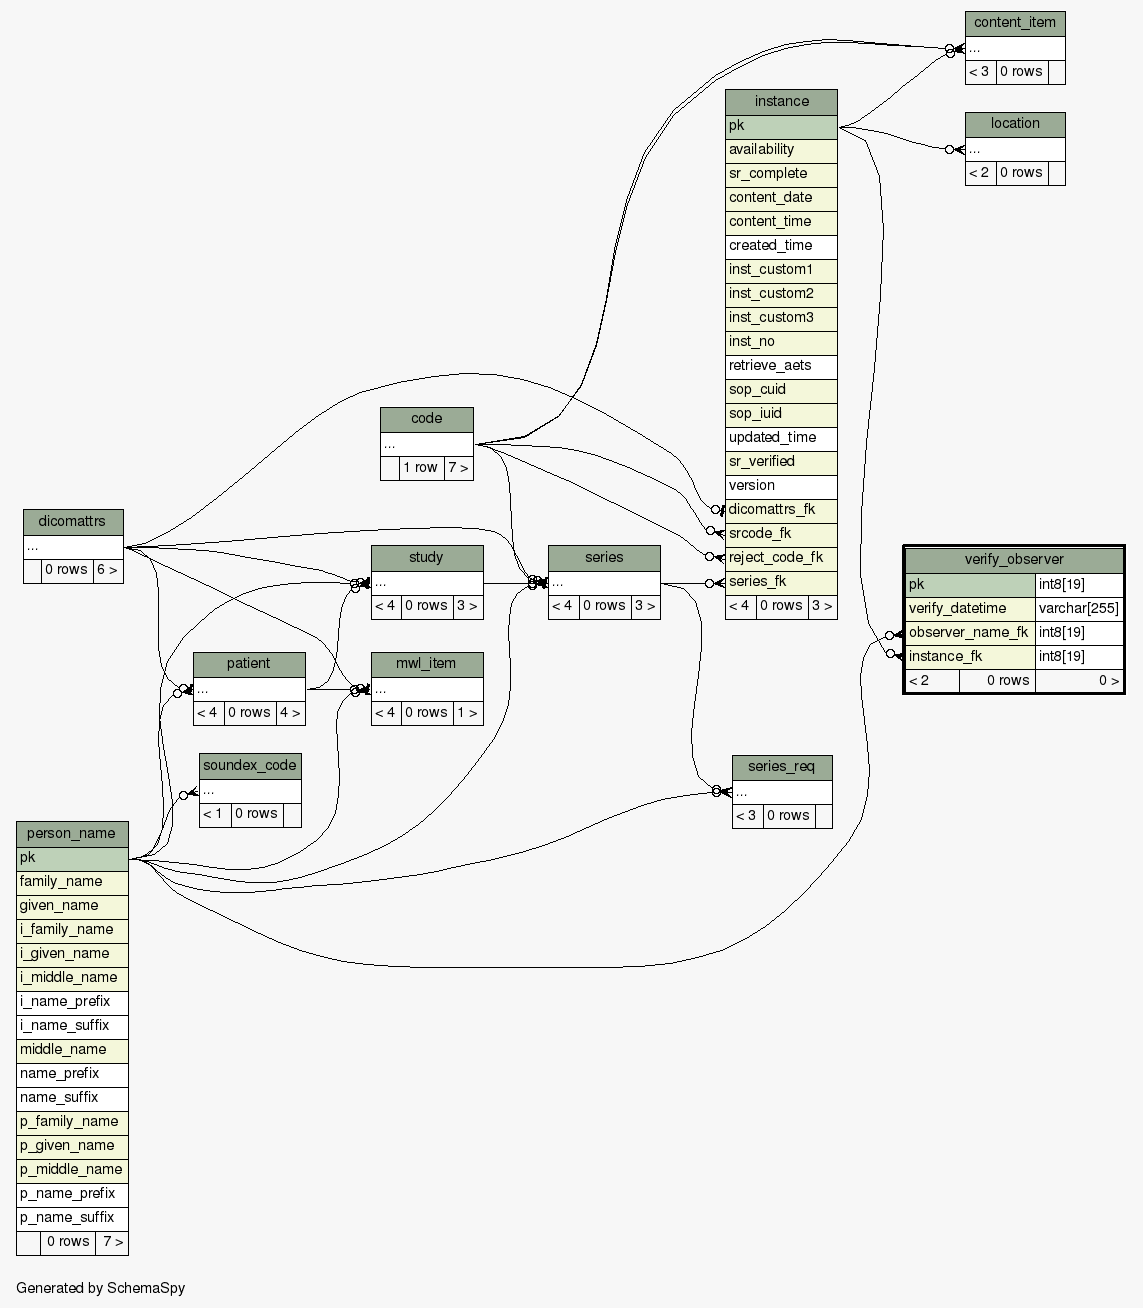 content_item
...
< 3 0 rows
instance
pk
availability
sr_complete
content_date
content_time
created_time
inst_custom1
inst_custom2
inst_custom3
inst_no
retrieve_aets
sop_cuid
sop_iuid
updated_time
sr_verified
version
dicomattrs_fk
srcode_fk
reject_code_fk
series_fk
< 4 0 rows 3 >
location
...
< 2 0 rows
code
...
1 row 7 >
dicomattrs
...
0 rows 6 >
study
...
< 4 0 rows 3 >
series
...
< 4 0 rows 3 >
verify_observer
pk int8[19]
verify_datetime varchar[255]
observer_name_fk int8[19]
instance_fk int8[19]
< 2 0 rows 0 >
patient
...
< 4 0 rows 4 >
mwl_item
...
< 4 0 rows 1 >
soundex_code
...
< 1 0 rows
series_req
...
< 3 0 rows
person_name
pk
family_name
given_name
i_family_name
i_given_name
i_middle_name
i_name_prefix
i_name_suffix
middle_name
name_prefix
name_suffix
p_family_name
p_given_name
p_middle_name
p_name_prefix
p_name_suffix
0 rows 7 >
Generated by SchemaSpy